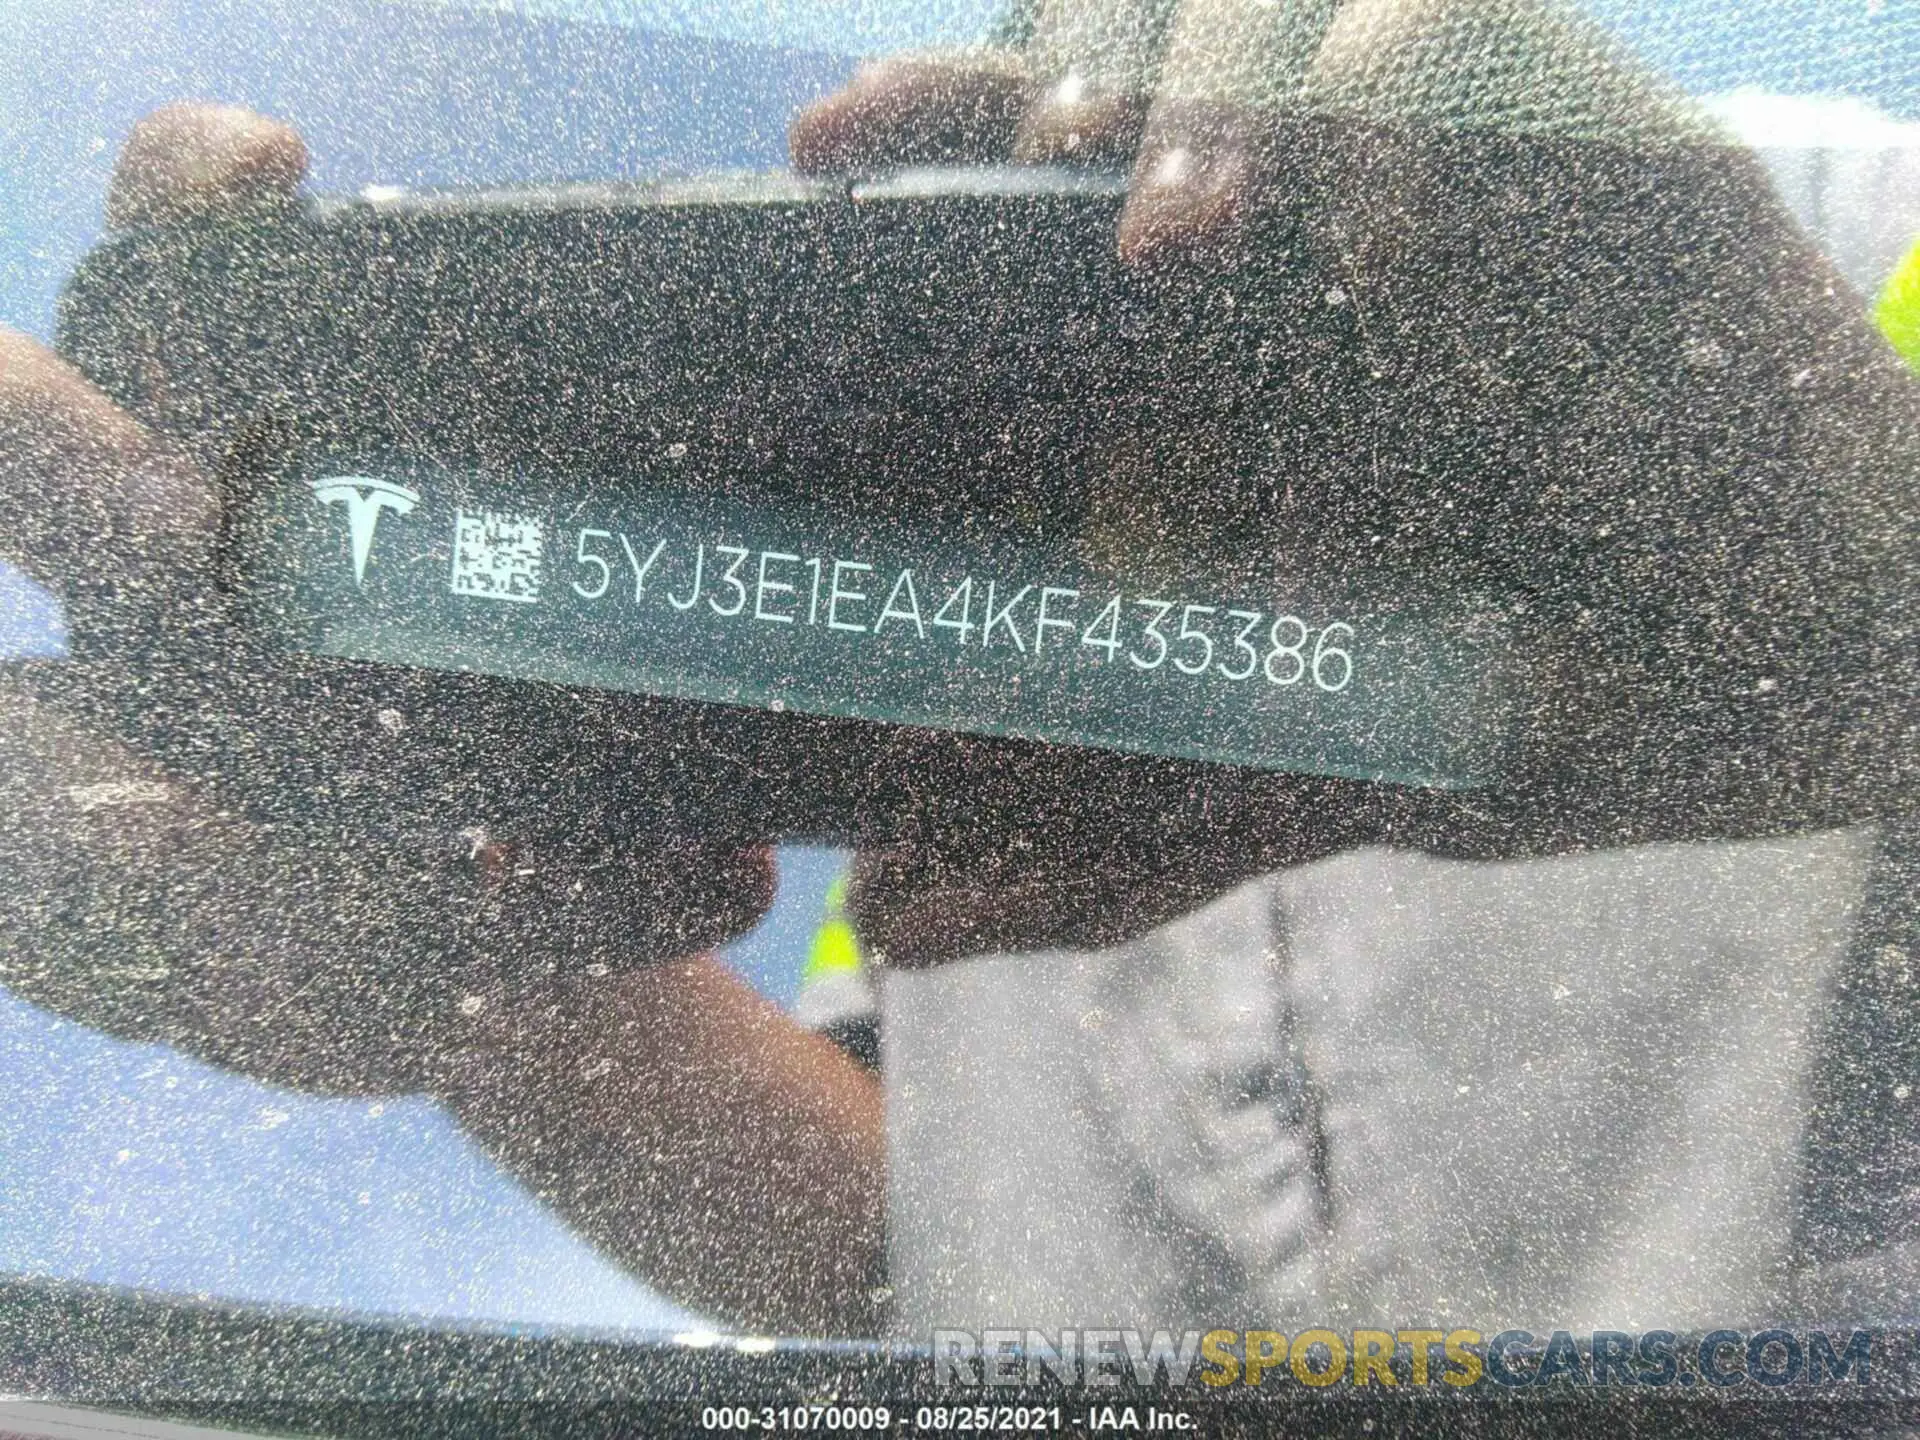 5YJ3E1EA4KF435386
RENEWSPORTSCARS.COM
000-31070009 - 08/25/2021 - IAA Inc.